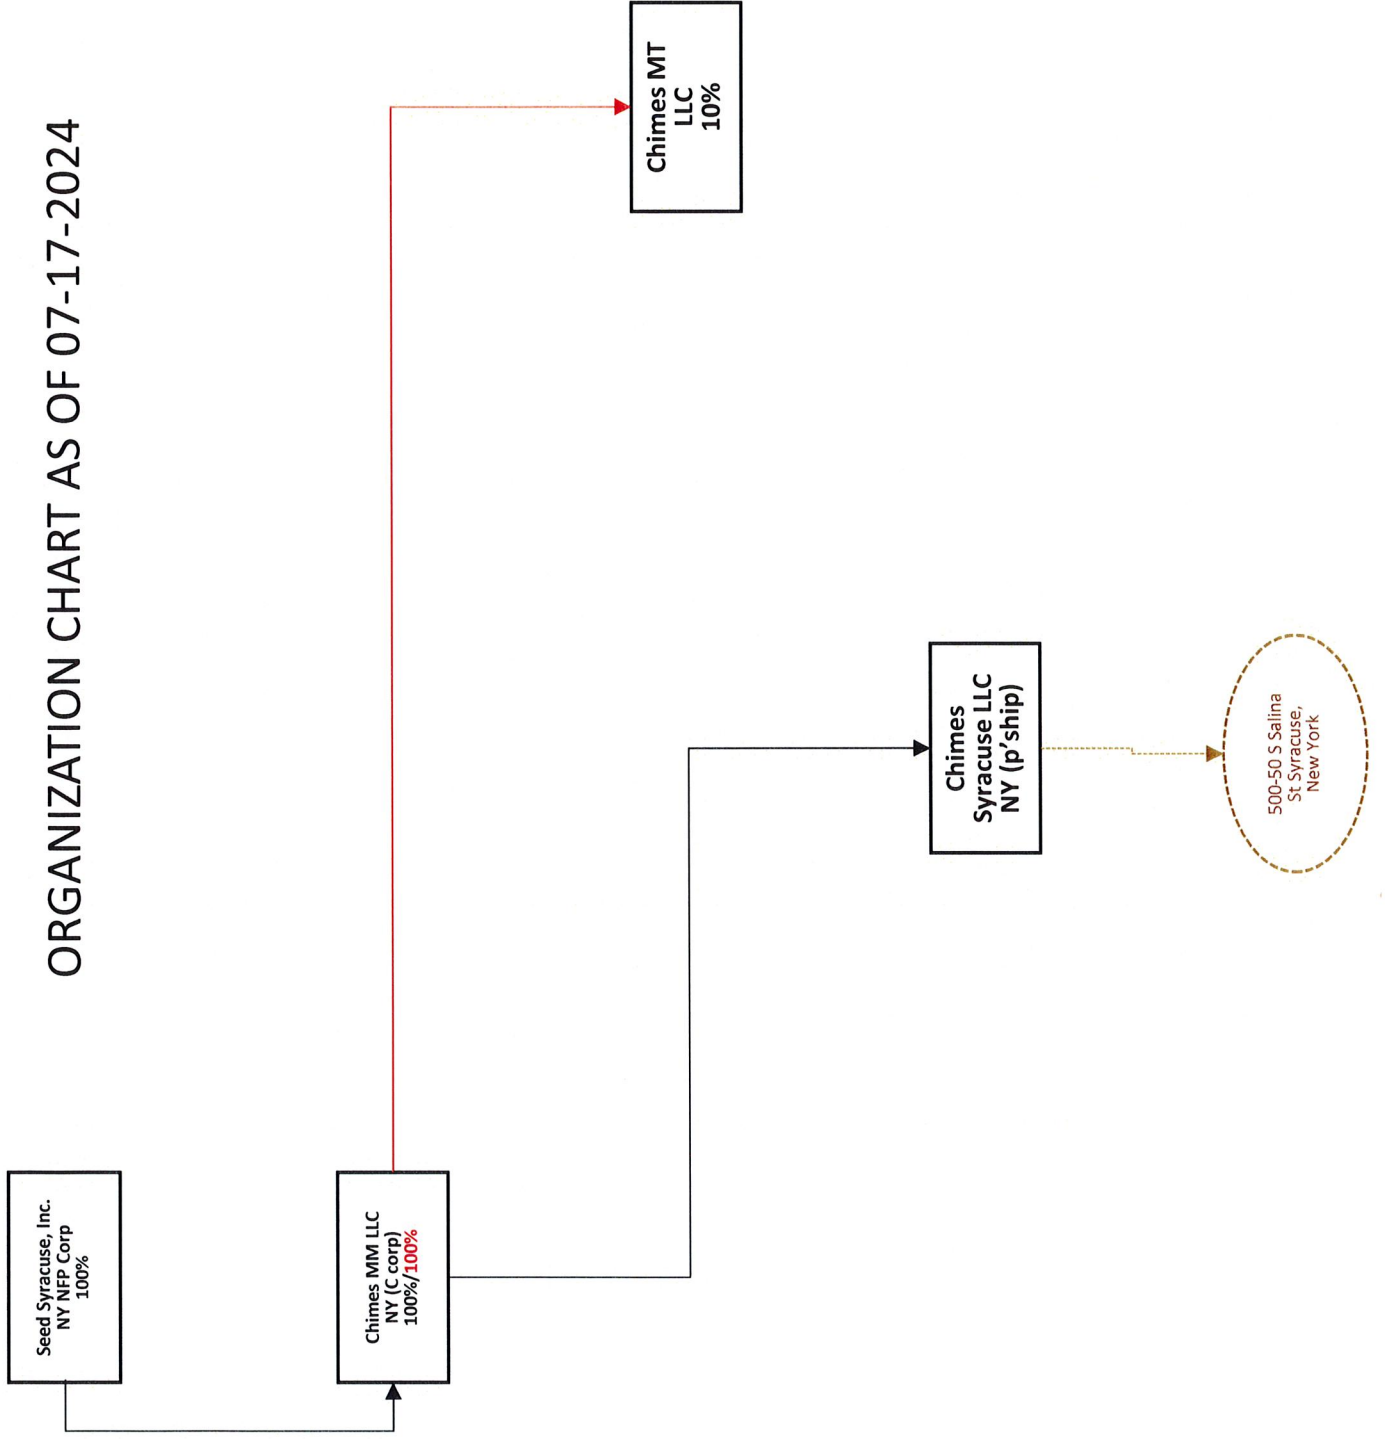 ORGANIZATION CHART AS OF 07-17-2024
Seed Syracuse, Inc.
NY NFP Corp
100%
Chimes MM LLC
NY (C corp)
100%/100%
Chimes MT
LLC
10%
Chimes
Syracuse LLC
NY (p'ship)
500-50 S Salina
St Syracuse,
New York